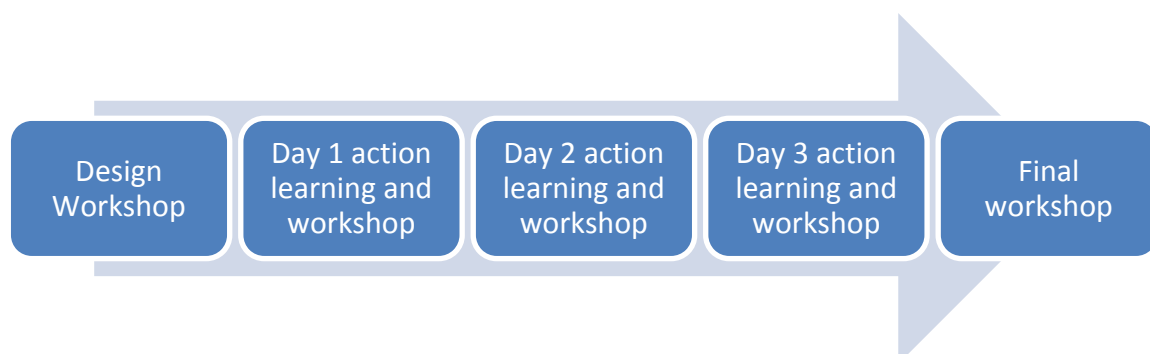 Design
Workshop
Day 1 action
learning and
workshop
Day 2 action
learning and
workshop
Day 3 action
learning and
workshop
Final
workshop